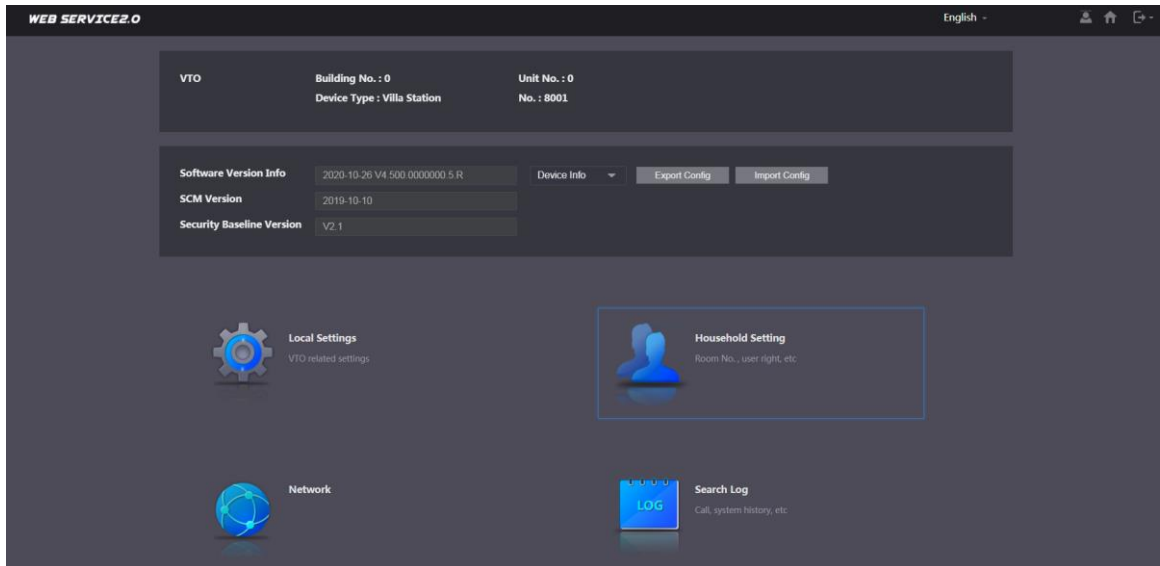 WEB SERVICE2.0 English
VTO Building No. : 0 Unit No. : 0
Device Type : Villa Station No. : 8001
Software Version Info 2020-10-26 V4.500.0000000.5.R Device Info Export Config Import Config
SCM Version 2019-10-10
Security Baseline Version V2.1
Local Settings
VTO related settings
Household Setting
Room No. , user right, etc
Network
LOG
Search Log
Call, system history, etc